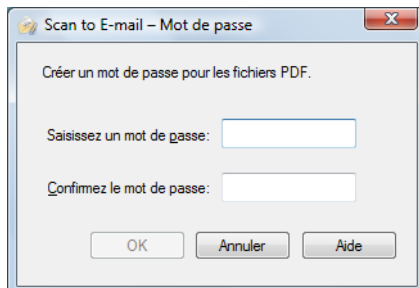 Scan to E-mail – Mot de passe
Créer un mot de passe pour les fichiers PDF.
Saisissez un mot de passe:
Confirmez le mot de passe:
OK Annuler Aide